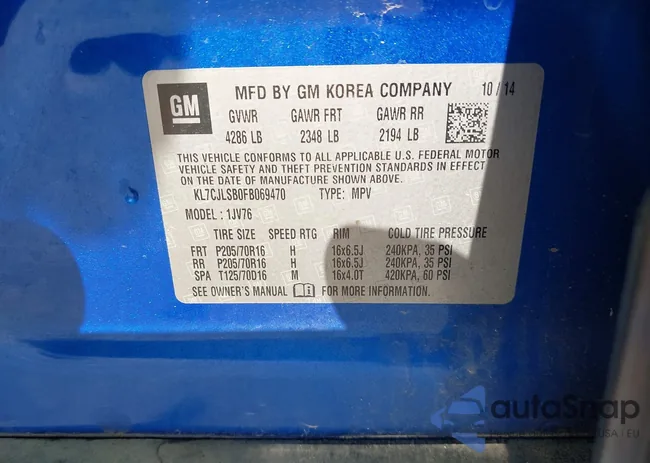 GM
MFD BY GM KOREA COMPANY 10/14
GVWR GAWR FRT GAWR RR
4286 LB 2348 LB 2194 LB
THIS VEHICLE CONFORMS TO ALL APPLICABLE U.S. FEDERAL MOTOR
VEHICLE SAFETY AND THEFT PREVENTION STANDARDS IN EFFECT
ON THE DATE OF MANUFACTURE SHOWN ABOVE.
KL7CJLSB0FB069470 TYPE: MPV
MODEL: 1JV76
TIRE SIZE SPEED RTG RIM COLD TIRE PRESSURE
FRT P205/70R16 H 16x6.5J 240KPA, 35 PSI
RR P205/70R16 H 16x6.5J 240KPA, 35 PSI
SPA T125/70D16 M 16x4.0T 420KPA, 60 PSI
SEE OWNER'S MANUAL FOR MORE INFORMATION
autoSnap
USA | EU